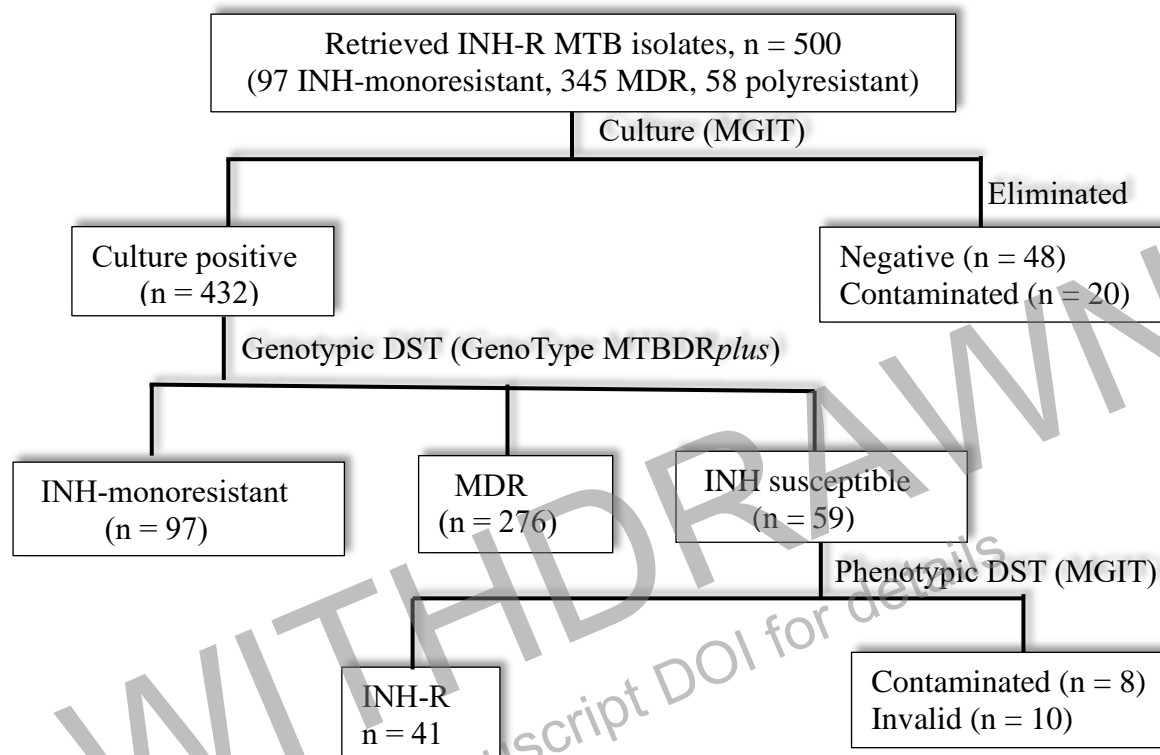 Retrieved INH-R MTB isolates, n = 500
(97 INH-monoresistant, 345 MDR, 58 polyresistant)
Culture (MGIT)
Eliminated
Culture positive
(n = 432)
Negative (n = 48)
Contaminated (n = 20)
Genotypic DST (GenoType MTBDRplus)
INH-monoresistant
(n = 97)
MDR
(n = 276)
INH susceptible
(n = 59)
Phenotypic DST (MGIT)
INH-R
n = 41
Contaminated (n = 8)
Invalid (n = 10)
WITHDRAWN
manuscript DOI for details